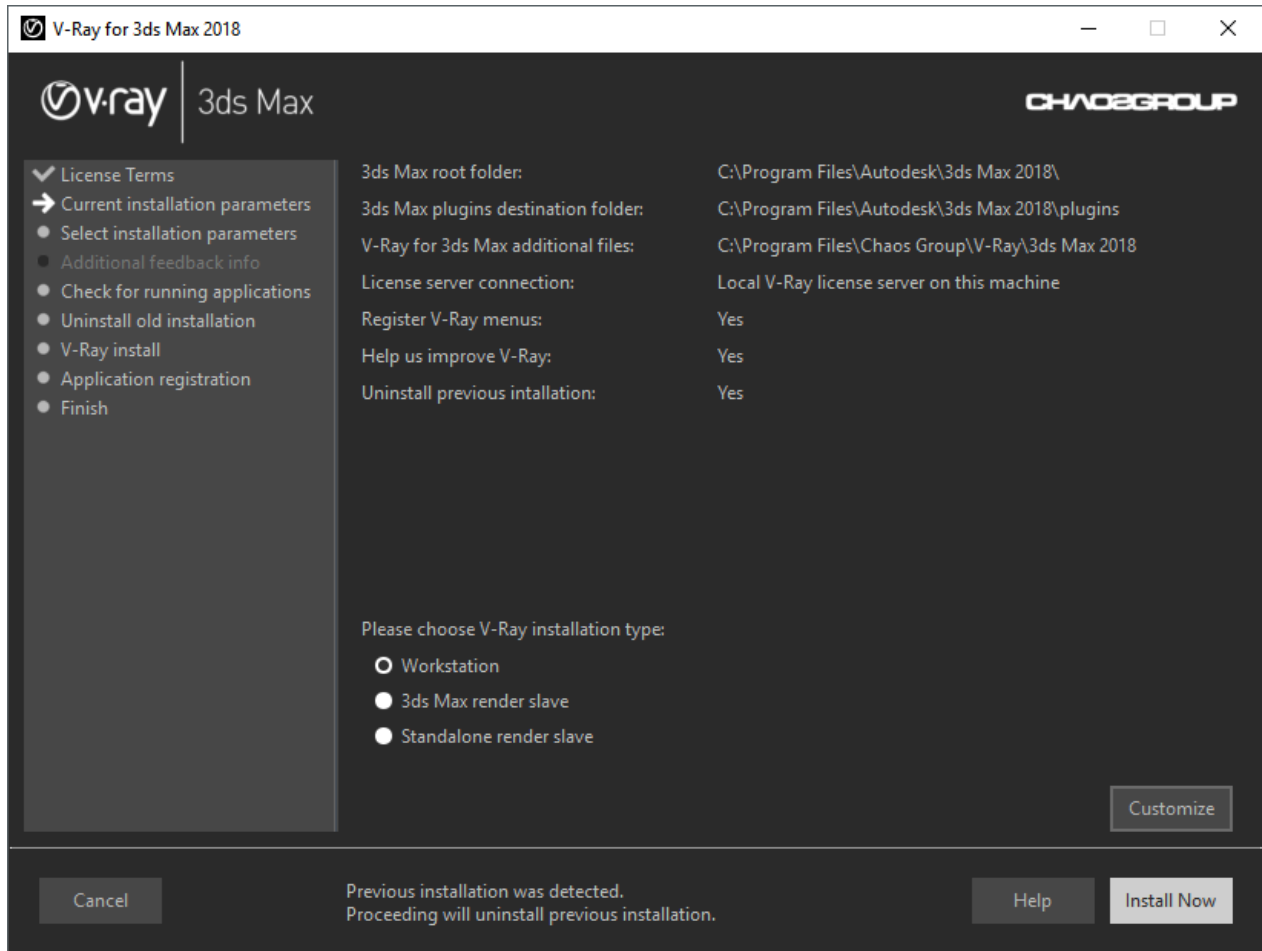 V-Ray for 3ds Max 2018
v·ray 3ds Max
CHAOSGROUP
License Terms
Current installation parameters
Select installation parameters
Additional feedback info
Check for running applications
Uninstall old installation
V-Ray install
Application registration
Finish
3ds Max root folder: C:\Program Files\Autodesk\3ds Max 2018\
3ds Max plugins destination folder: C:\Program Files\Autodesk\3ds Max 2018\plugins
V-Ray for 3ds Max additional files: C:\Program Files\Chaos Group\V-Ray\3ds Max 2018
License server connection: Local V-Ray license server on this machine
Register V-Ray menus: Yes
Help us improve V-Ray: Yes
Uninstall previous intallation: Yes
Please choose V-Ray installation type:
Workstation
3ds Max render slave
Standalone render slave
Customize
Cancel
Previous installation was detected.
Proceeding will uninstall previous installation.
Help
Install Now